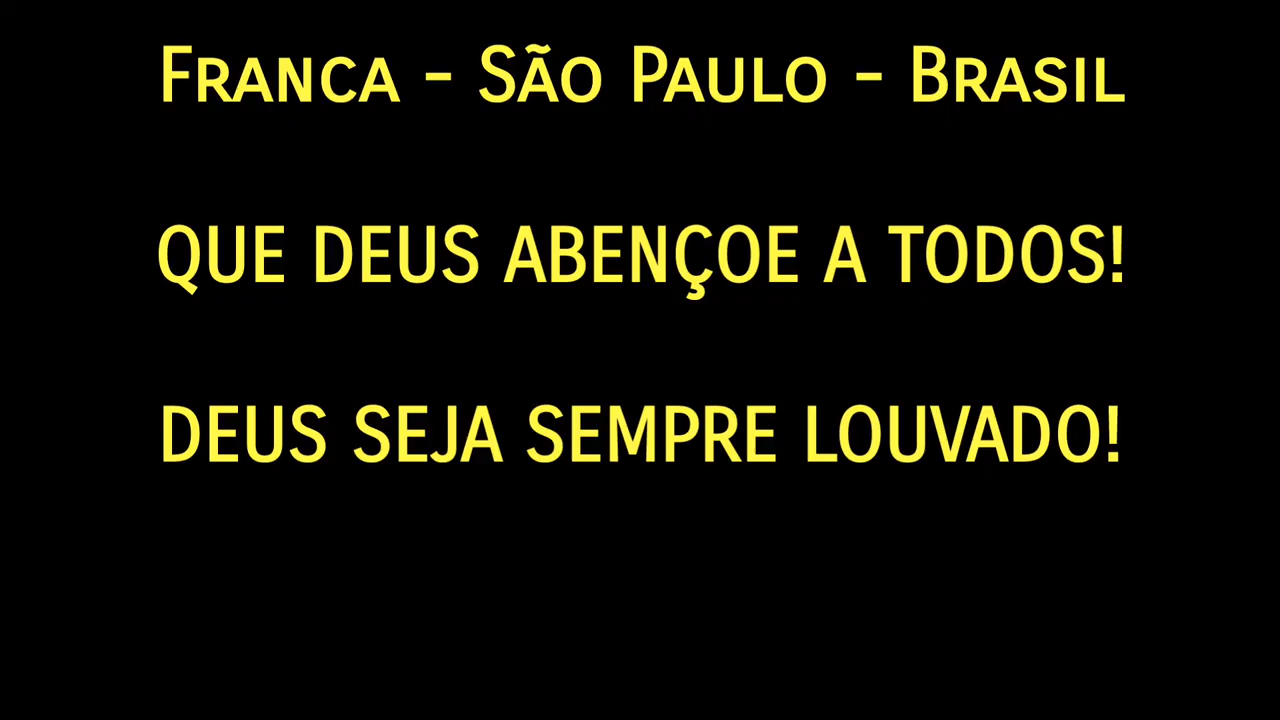 Franca - São Paulo - Brasil
QUE DEUS ABENÇOE A TODOS!
DEUS SEJA SEMPRE LOUVADO!